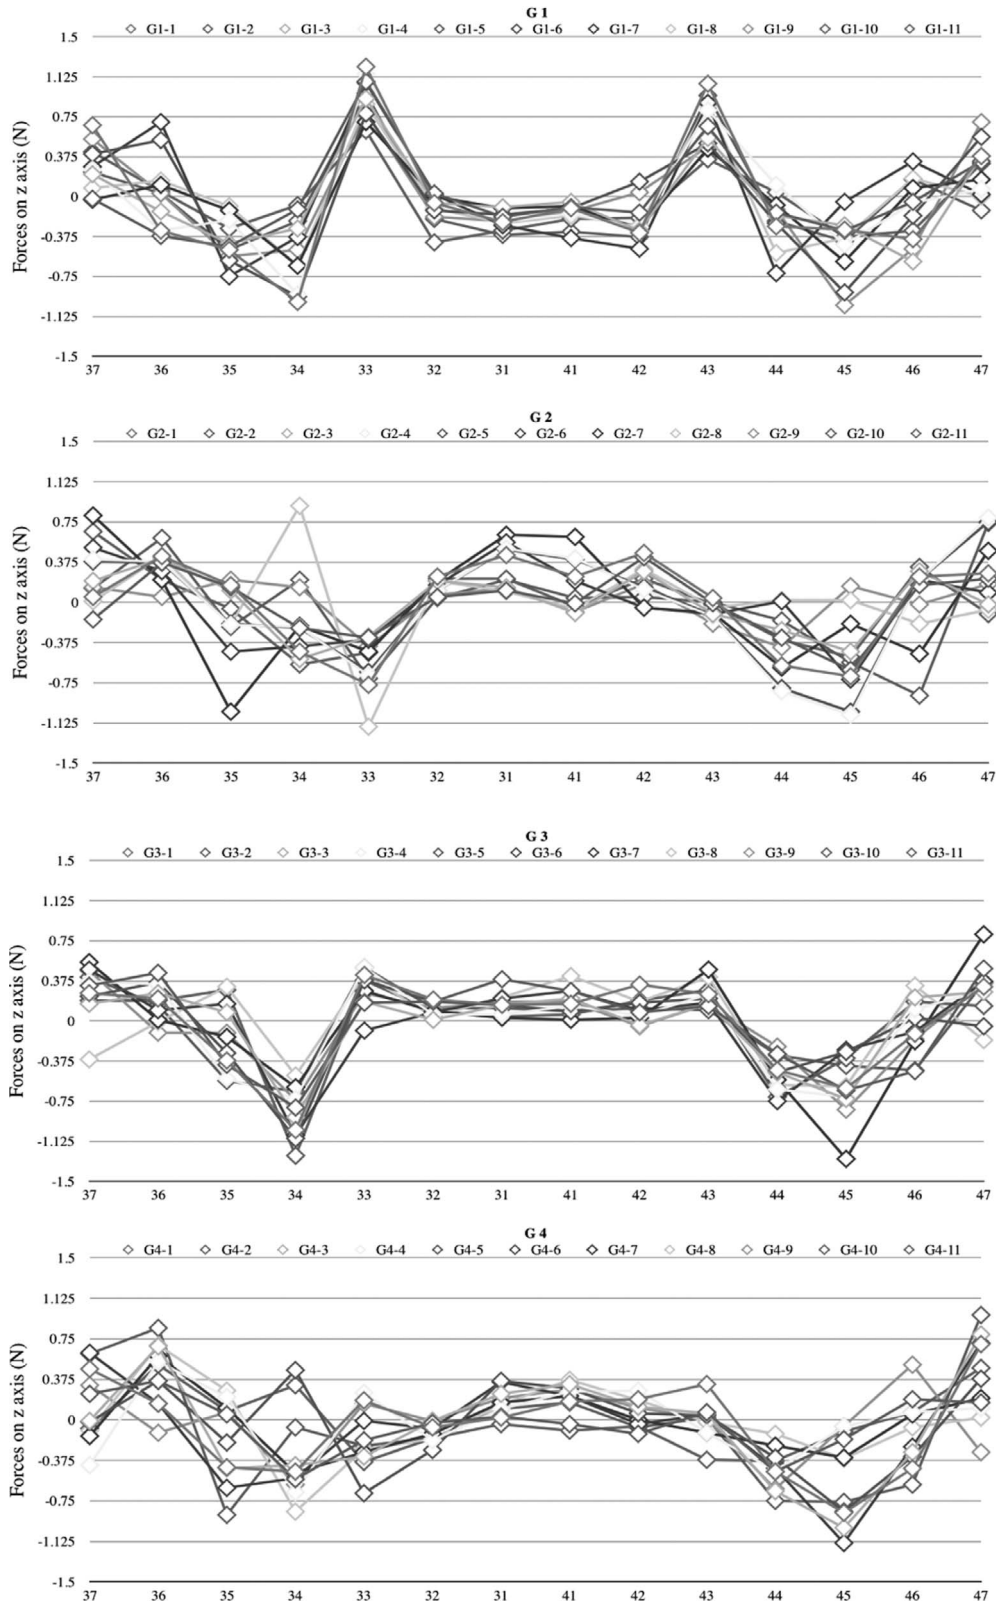 G 1
G1-1 G1-2 G1-3 G1-4 G1-5 G1-6 G1-7 G1-8 G1-9 G1-10 G1-11
Forces on z axis (N)
1.5
1.125
0.75
0.375
0
-0.375
-0.75
-1.125
-1.5
37 36 35 34 33 32 31 41 42 43 44 45 46 47
G 2
G2-1 G2-2 G2-3 G2-4 G2-5 G2-6 G2-7 G2-8 G2-9 G2-10 G2-11
Forces on z axis (N)
1.5
1.125
0.75
0.375
0
-0.375
-0.75
-1.125
-1.5
37 36 35 34 33 32 31 41 42 43 44 45 46 47
G 3
G3-1 G3-2 G3-3 G3-4 G3-5 G3-6 G3-7 G3-8 G3-9 G3-10 G3-11
Forces on z axis (N)
1.5
1.125
0.75
0.375
0
-0.375
-0.75
-1.125
-1.5
37 36 35 34 33 32 31 41 42 43 44 45 46 47
G 4
G4-1 G4-2 G4-3 G4-4 G4-5 G4-6 G4-7 G4-8 G4-9 G4-10 G4-11
Forces on z axis (N)
1.5
1.125
0.75
0.375
0
-0.375
-0.75
-1.125
-1.5
37 36 35 34 33 32 31 41 42 43 44 45 46 47